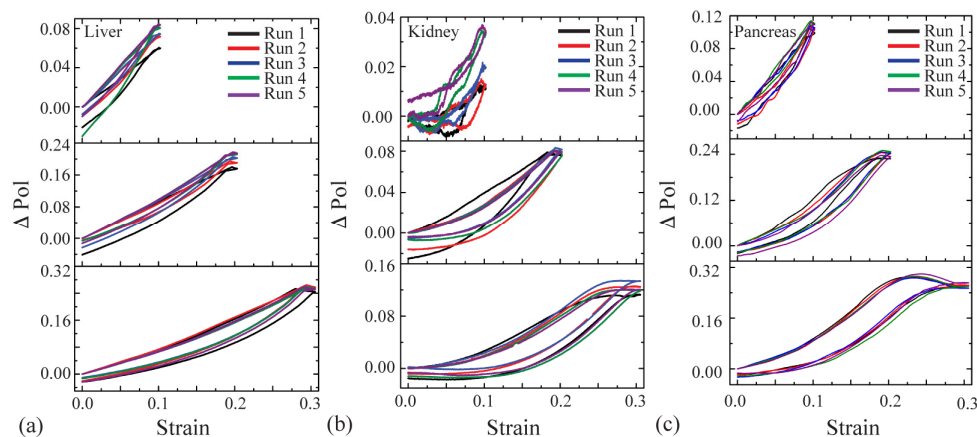 Liver
Run 1
Run 2
Run 3
Run 4
Run 5
0.08
0.04
0.00
0.16
0.08
0.00
0.32
0.24
0.16
0.08
0.00
Δ Pol
0.0
0.1
0.2
0.3
(a)
Strain
Kidney
Run 1
Run 2
Run 3
Run 4
Run 5
0.04
0.02
0.00
0.08
0.04
0.00
0.16
0.08
0.00
Δ Pol
0.0
0.1
0.2
0.3
(b)
Strain
Pancreas
Run 1
Run 2
Run 3
Run 4
Run 5
0.12
0.08
0.04
0.00
0.24
0.12
0.00
0.32
0.16
0.00
Δ Pol
0.0
0.1
0.2
0.3
(c)
Strain